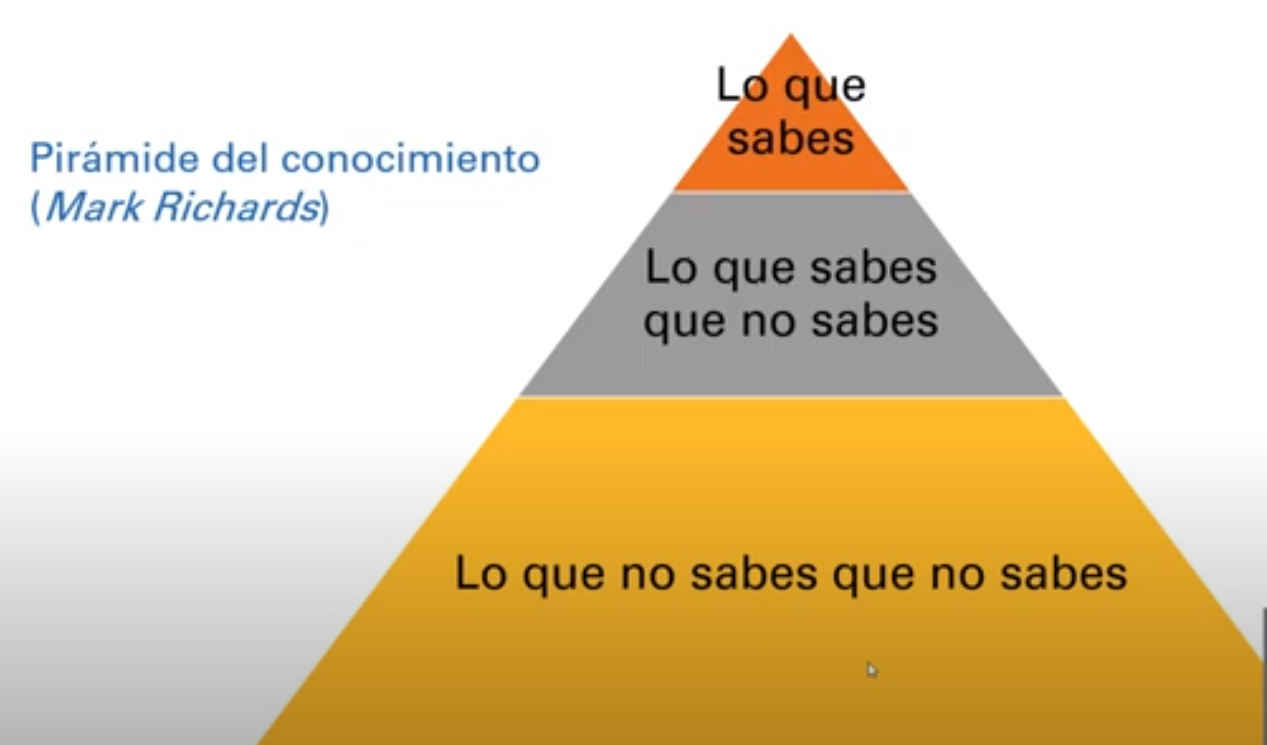 Pirámide del conocimiento
(Mark Richards)
Lo que
sabes
Lo que sabes
que no sabes
Lo que no sabes que no sabes